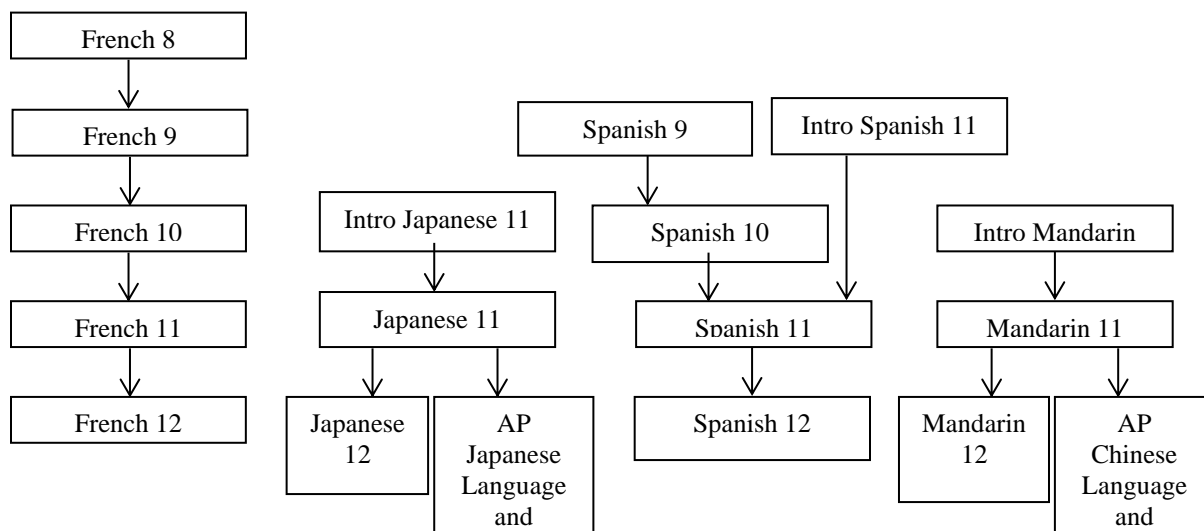 French 8
French 9
French 10
French 11
French 12
Intro Japanese 11
Japanese 11
Japanese
12
AP
Japanese
Language
and
Spanish 9
Intro Spanish 11
Spanish 10
Spanish 11
Spanish 12
Intro Mandarin
Mandarin 11
Mandarin
12
AP
Chinese
Language
and